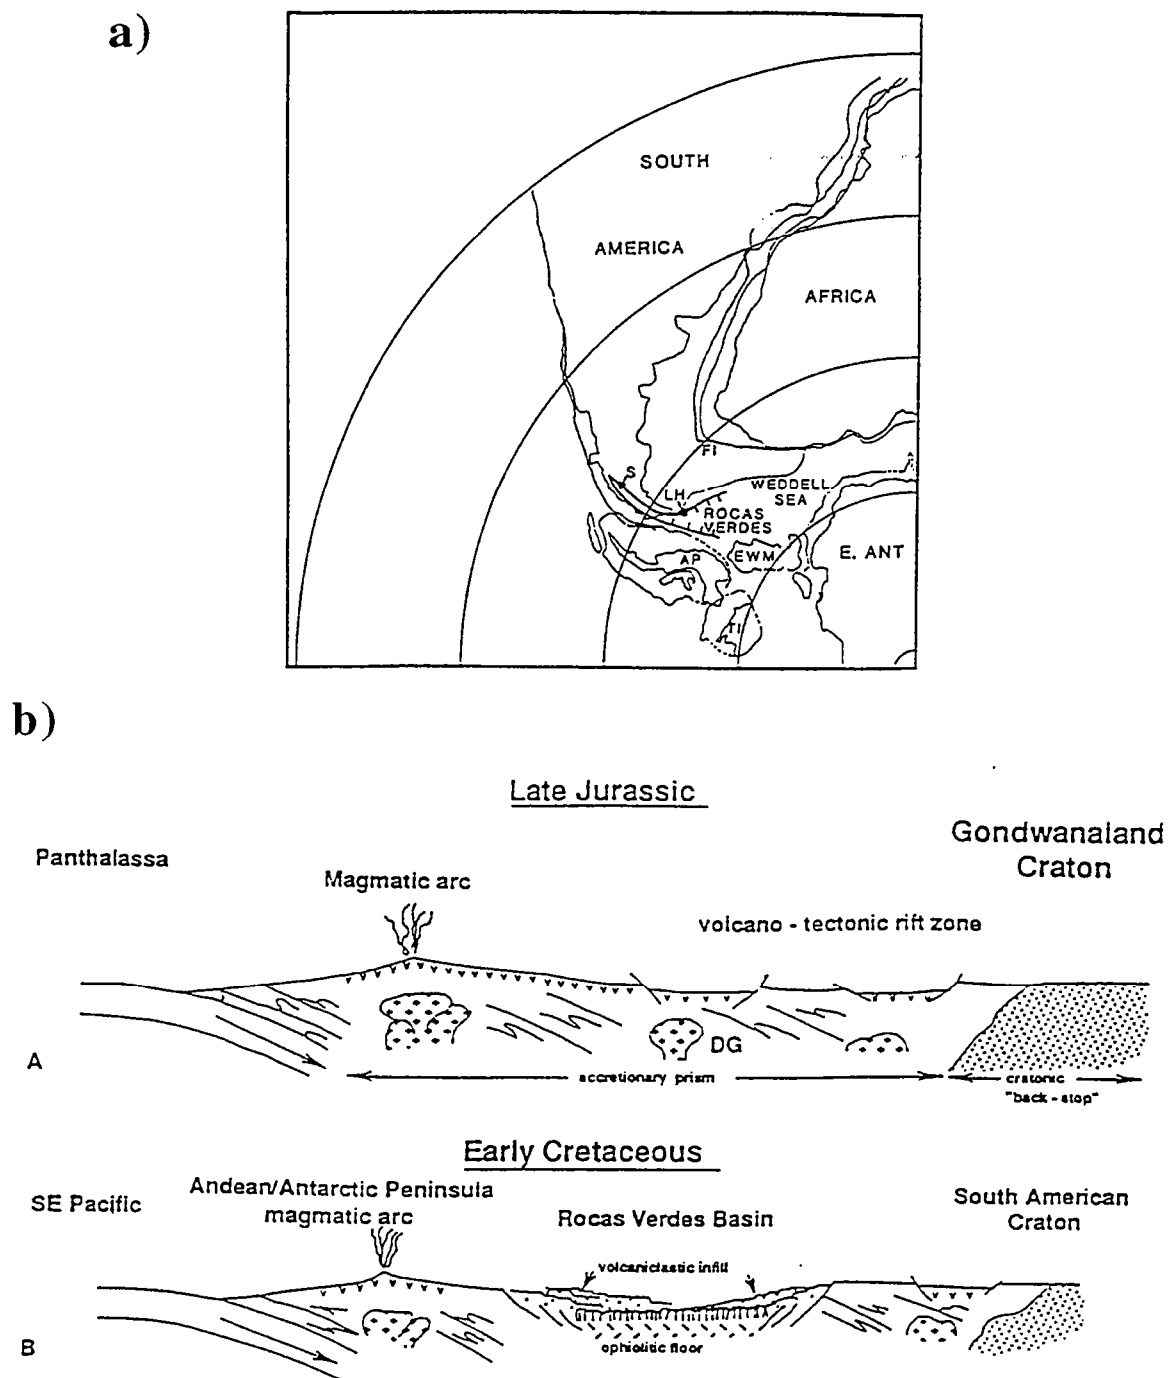 a)
SOUTH
AMERICA
AFRICA
FI
S
WEDDELL
SEA
LH
ROCAS
VERDES
E. ANT
EWM
AP
TI
b)
Late Jurassic
Gondwanaland
Craton
Panthalassa
Magmatic arc
volcano - tectonic rift zone
DG
A
accretionary prism
cratonic
"back - stop"
Early Cretaceous
SE Pacific
Andean/Antarctic Peninsula
magmatic arc
Rocas Verdes Basin
South American
Craton
volcaniclastic infill
ophiolitic floor
B